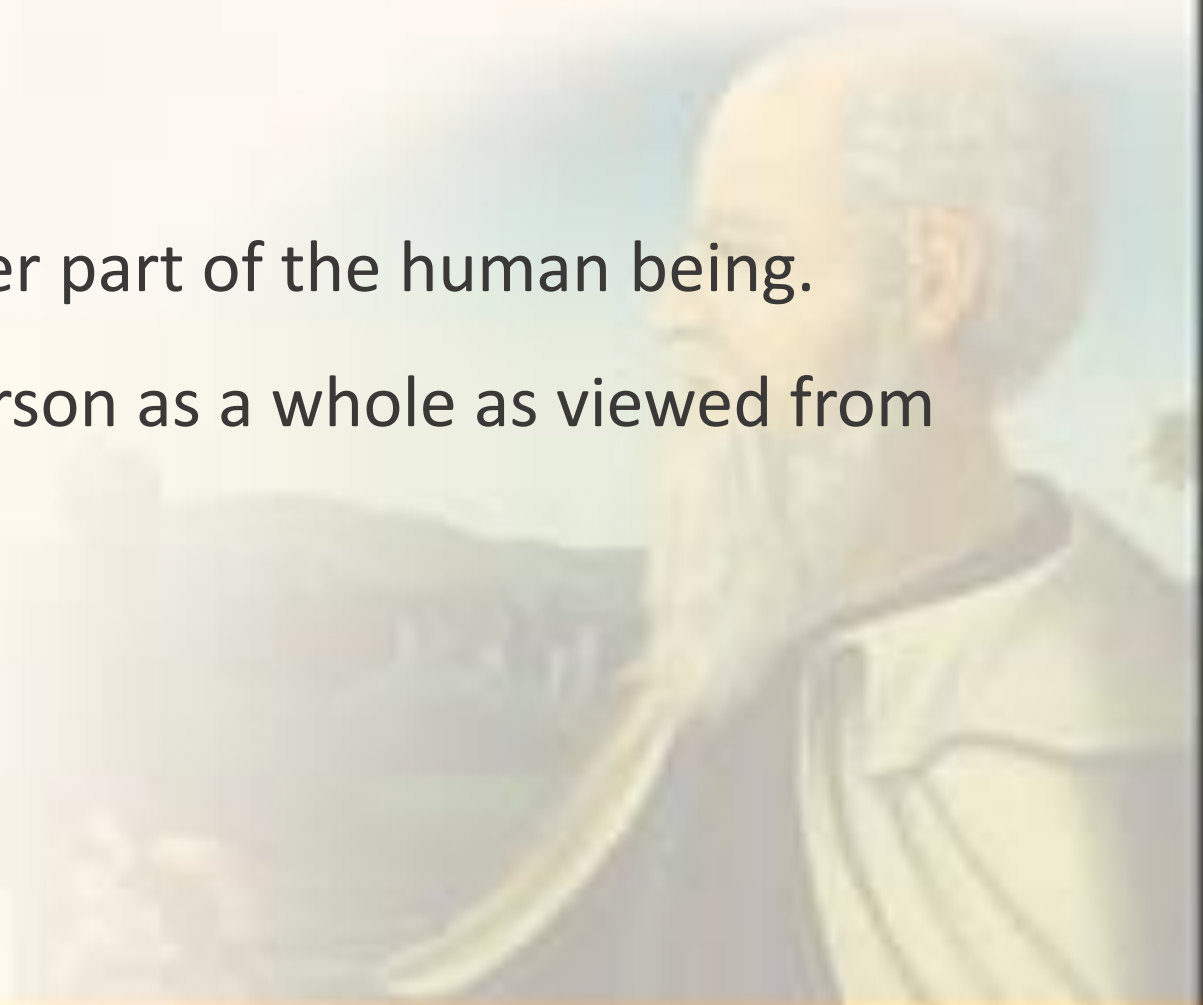 er part of the human being.
rson as a whole as viewed from